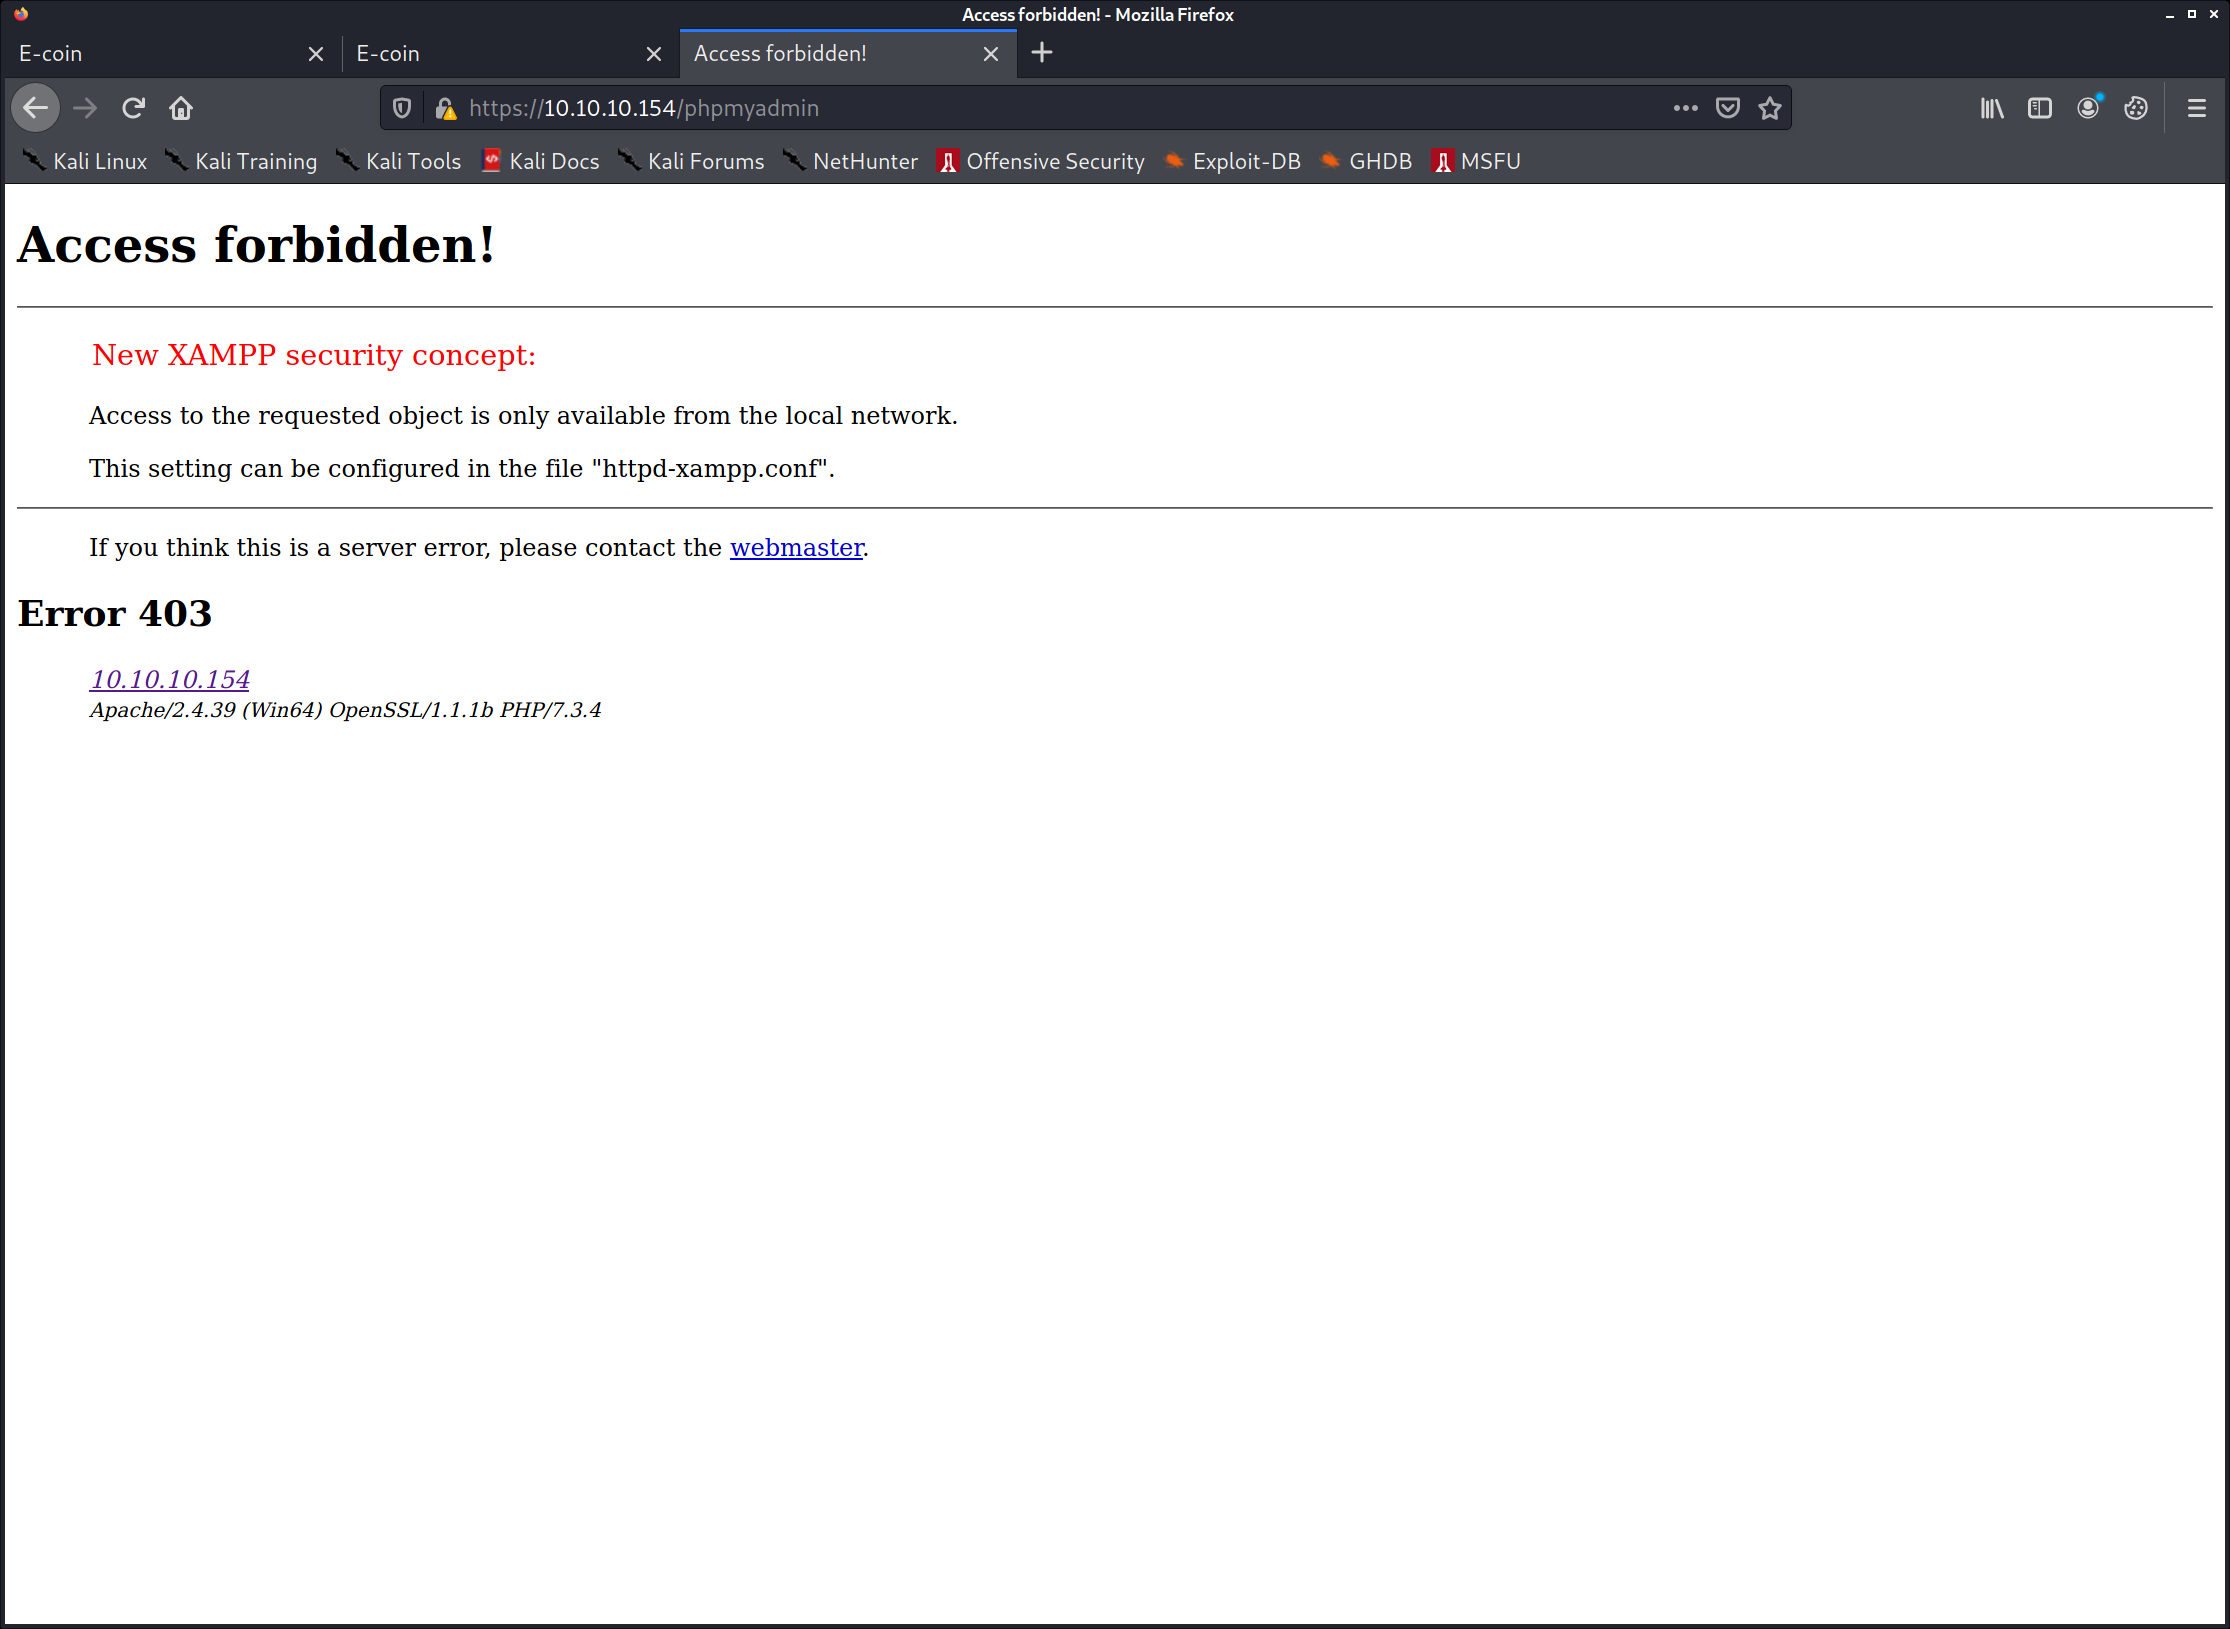 Access forbidden! - Mozilla Firefox
E-coin
E-coin
Access forbidden!
https://10.10.10.154/phpmyadmin
Kali Linux Kali Training Kali Tools Kali Docs Kali Forums NetHunter Offensive Security Exploit-DB GHDB MSFU
Access forbidden!
New XAMPP security concept:
Access to the requested object is only available from the local network.
This setting can be configured in the file "httpd-xampp.conf".
If you think this is a server error, please contact the webmaster.
Error 403
10.10.10.154
Apache/2.4.39 (Win64) OpenSSL/1.1.1b PHP/7.3.4